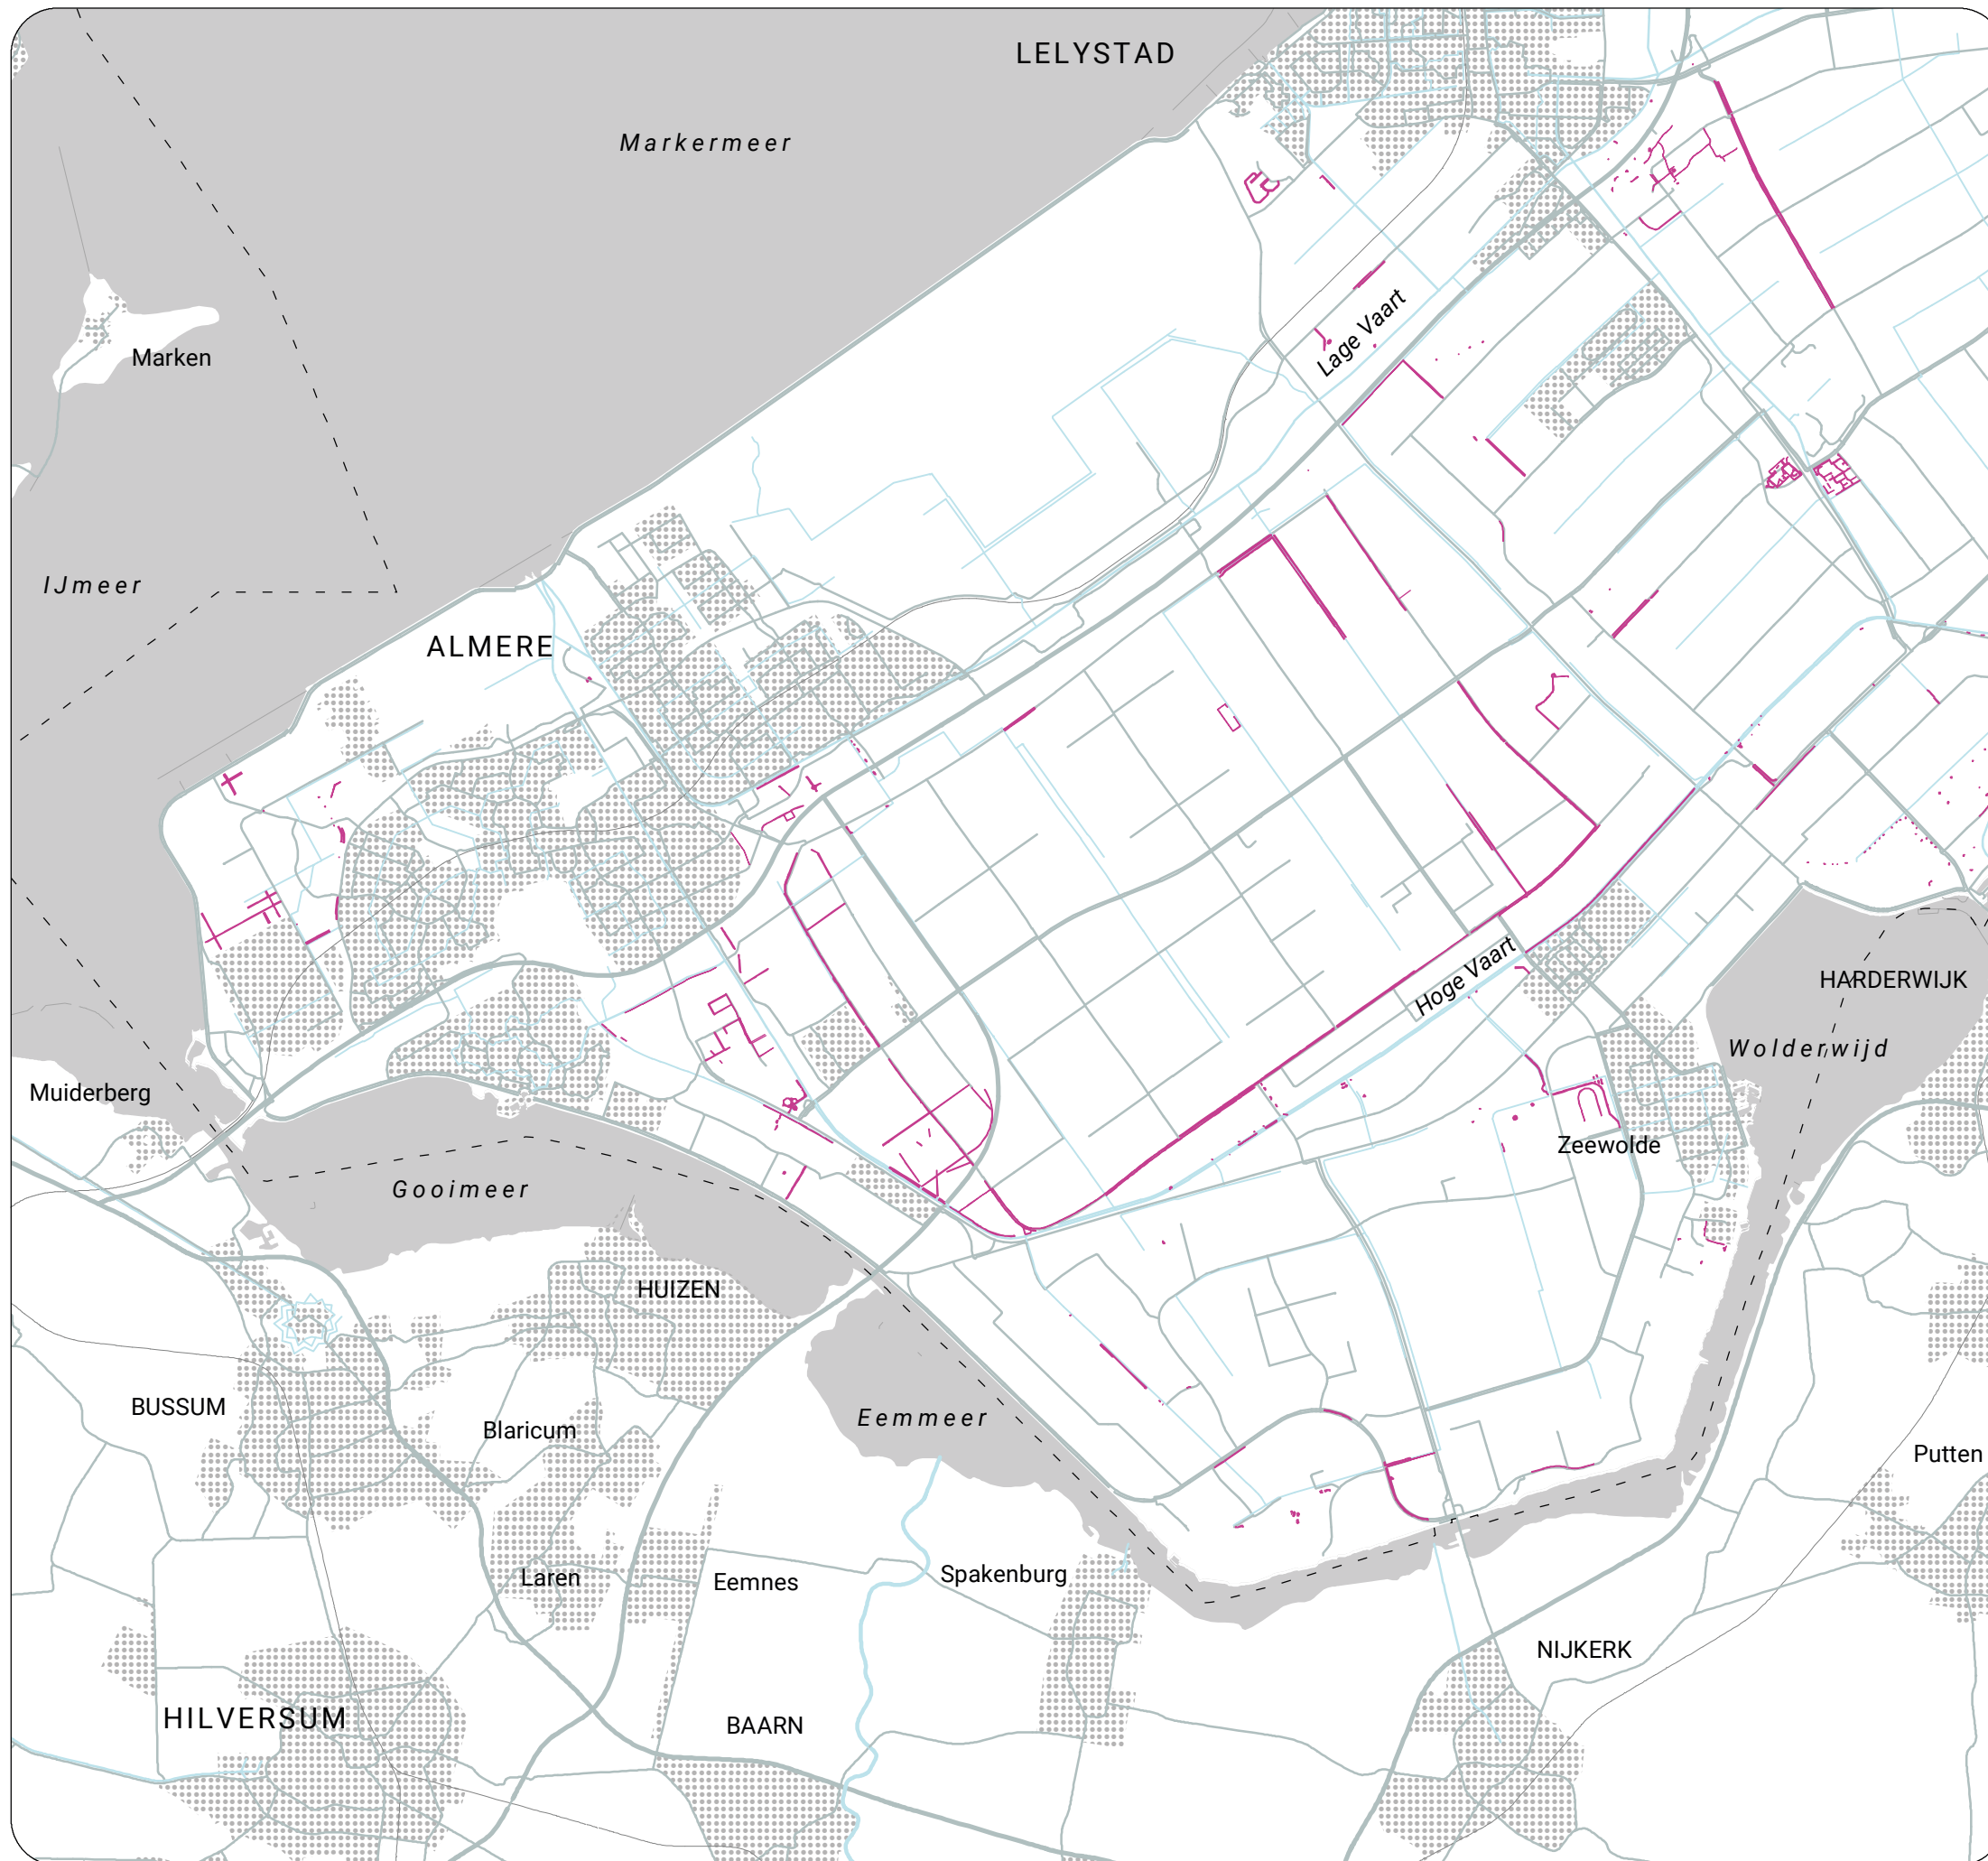 LELYSTAD
Markermeer
Lage Vaart
Marken
IJmeer
ALMERE
Hoge Vaart
HARDERWIJK
Wolderwijd
Muiderberg
Zeewolde
Gooimeer
HUIZEN
BUSSUM
Blaricum
Eemmeer
Putten
Laren
Eemnes
Spakenburg
NIJKERK
HILVERSUM
BAARN